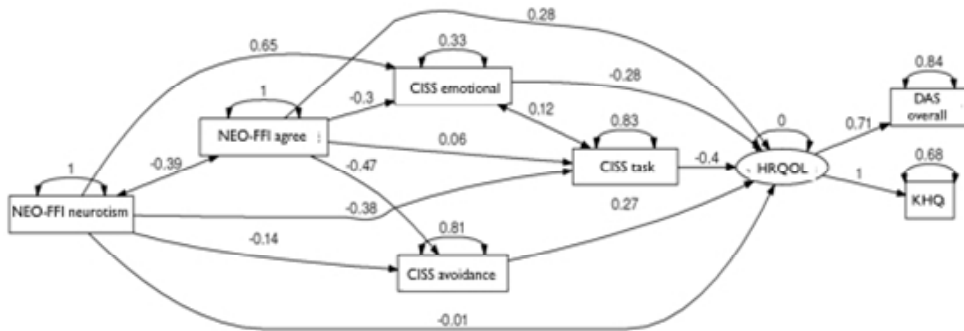 0.28
0.65
0.33
CISS emotional
-0.28
0.84
DAS
overall
1
-0.3
0.12
NEO-FFI agree
0.83
0
0.71
0.06
CISS task
-0.4
HRQOL
-0.39
-0.47
1
0.68
1
NEO-FFI neurotism
-0.38
0.27
KHQ
-0.14
0.81
CISS avoidance
-0.01